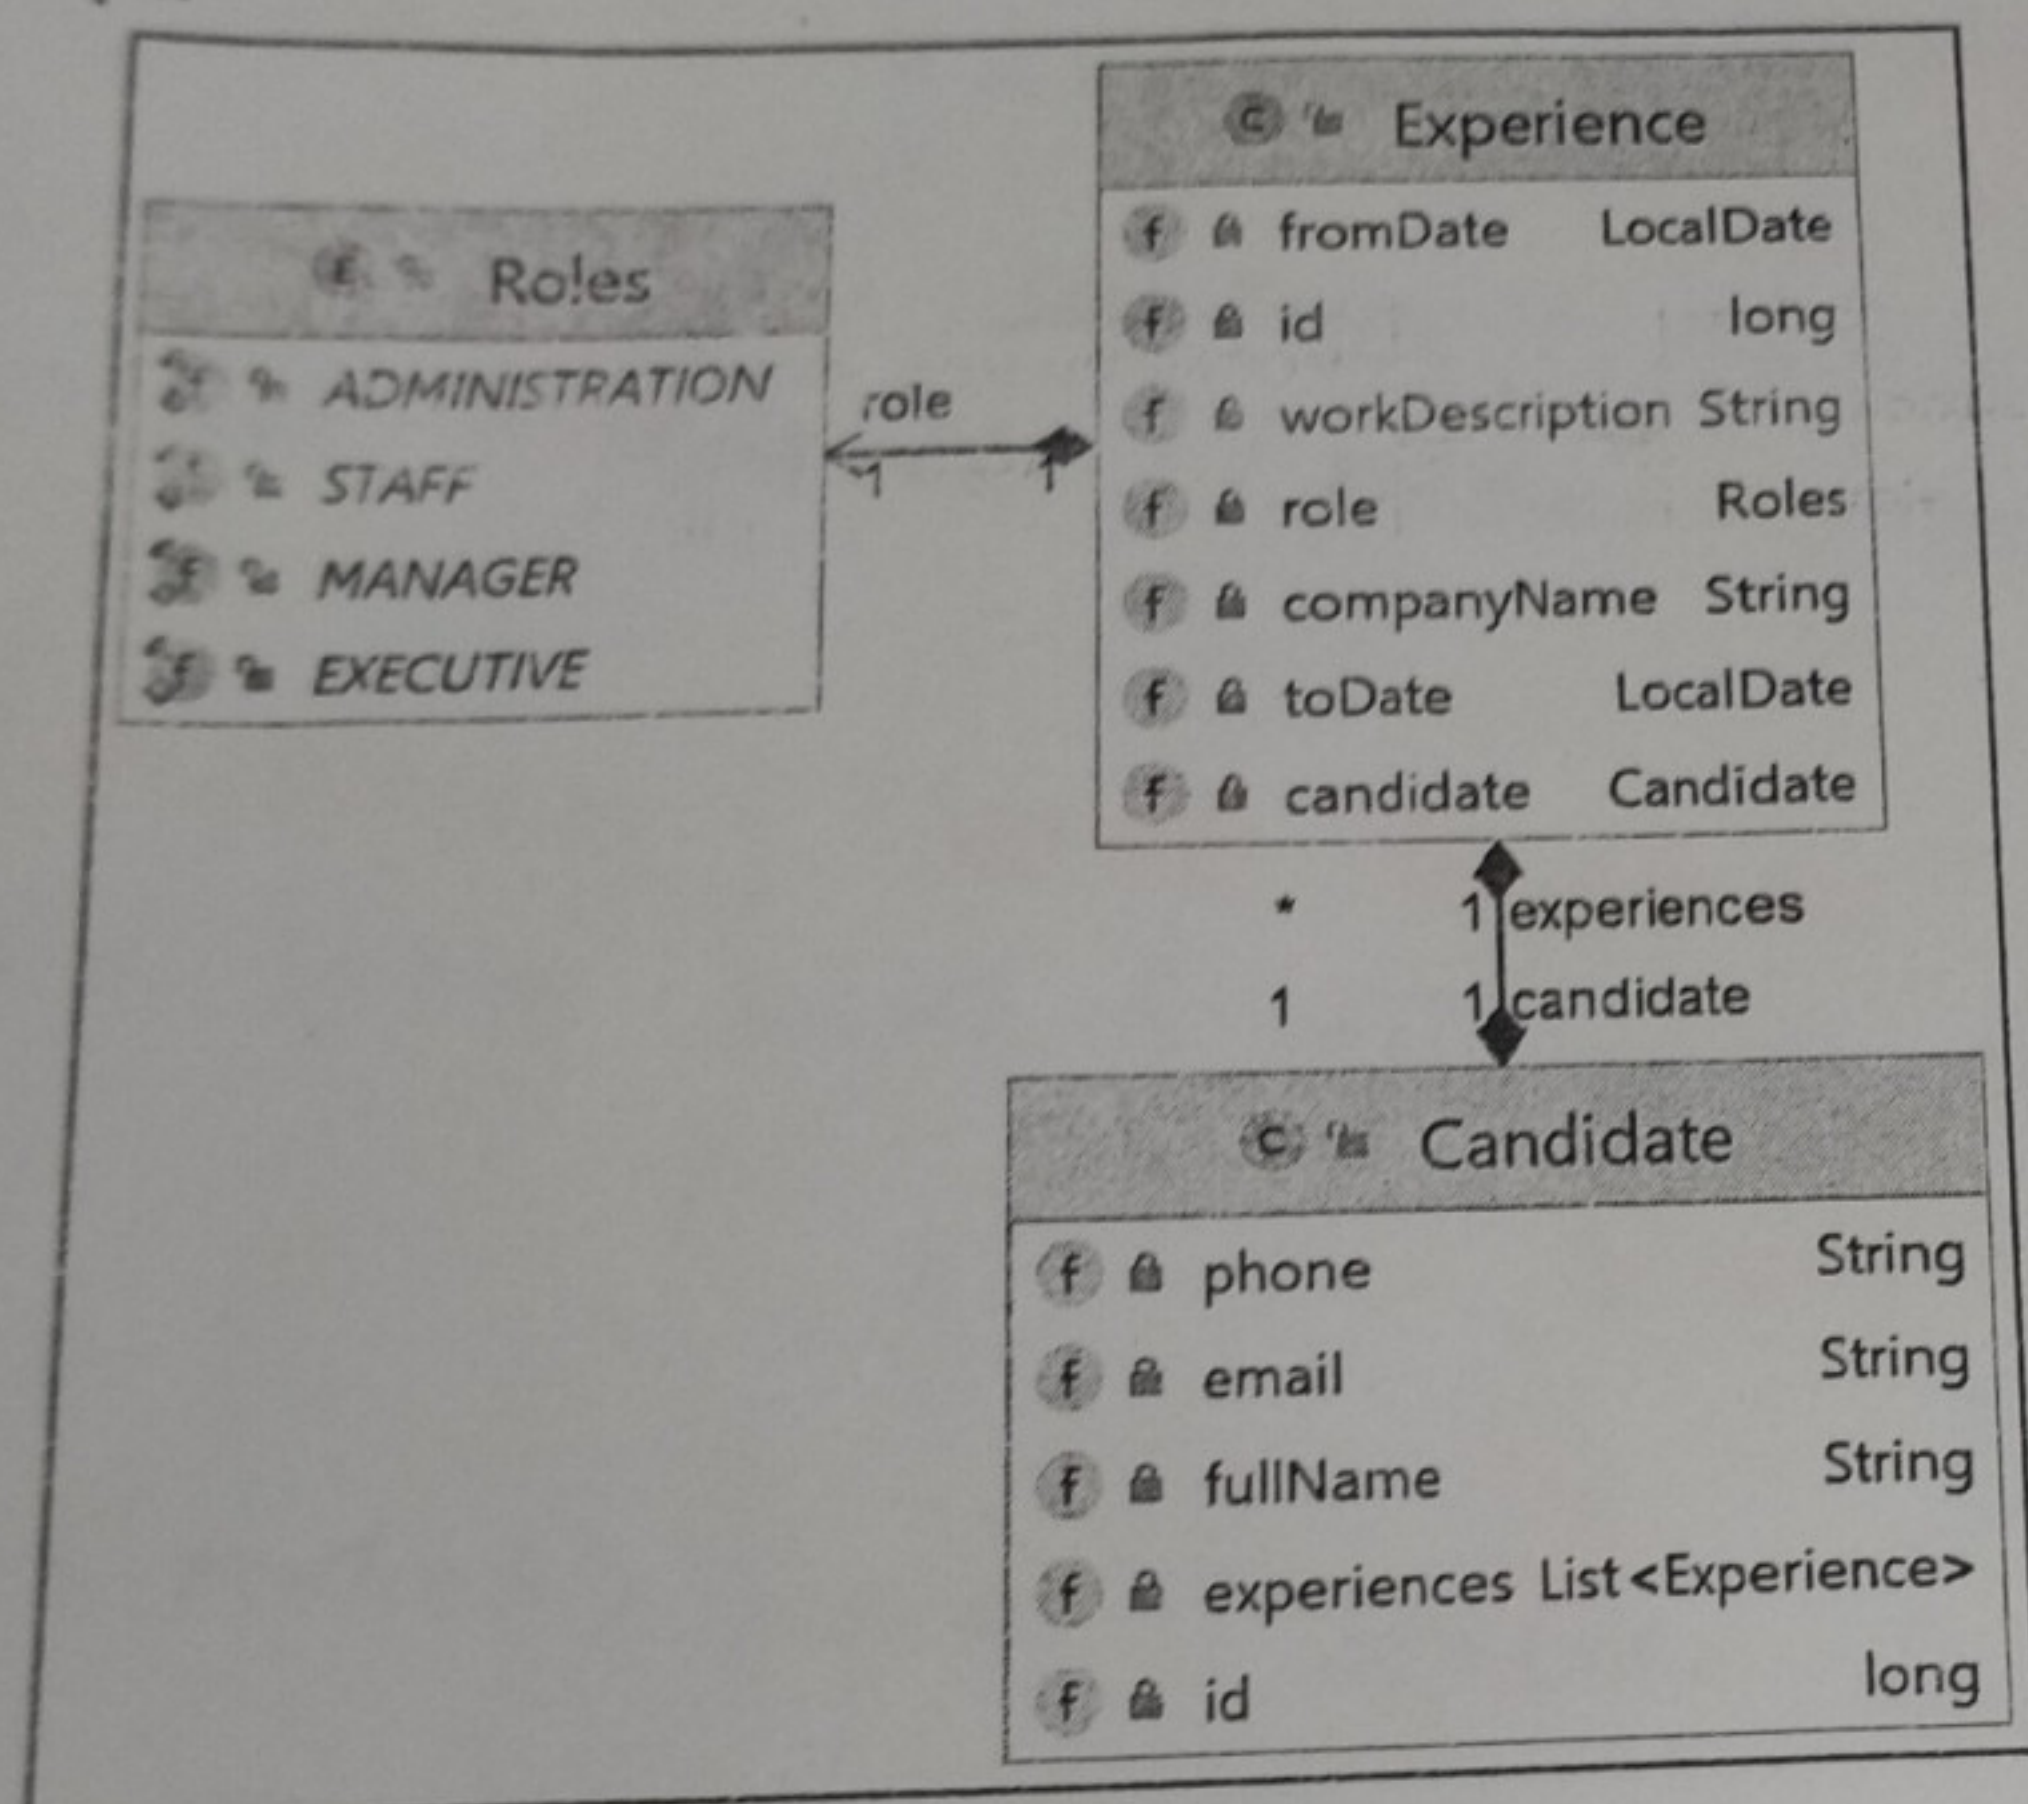 Roles
ADMINISTRATION
STAFF
MANAGER
EXECUTIVE
role
1 1
C Experience
f fromDate LocalDate
f id long
f workDescription String
f role Roles
f companyName String
f toDate LocalDate
f candidate Candidate
* 1 experiences
1 1 candidate
C Candidate
f phone String
f email String
f fullName String
f experiences List<Experience>
f id long